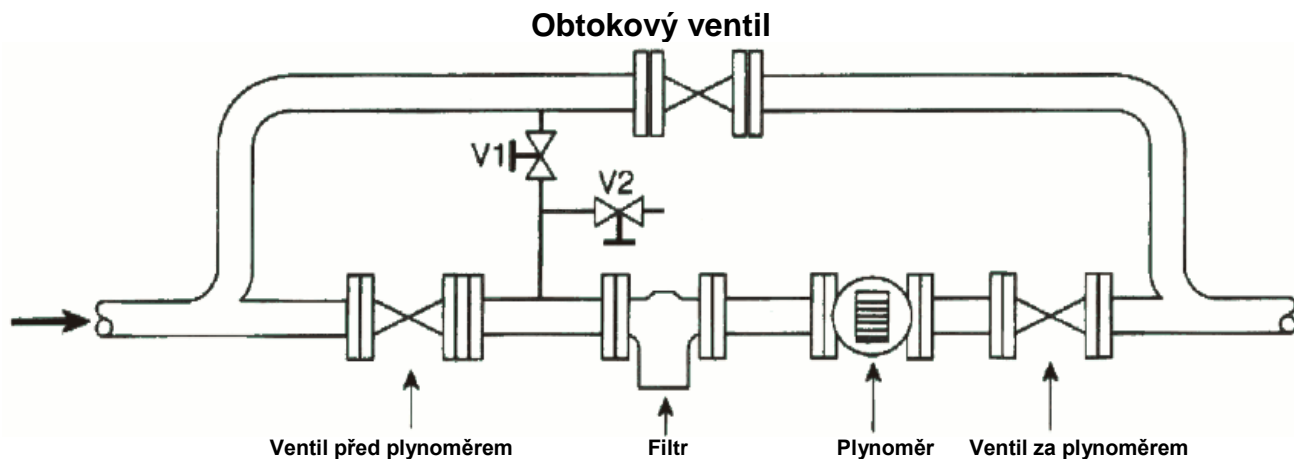 Obtokový ventil
V1
V2
Ventil před plynoměrem
Filtr
Plynoměr
Ventil za plynoměrem